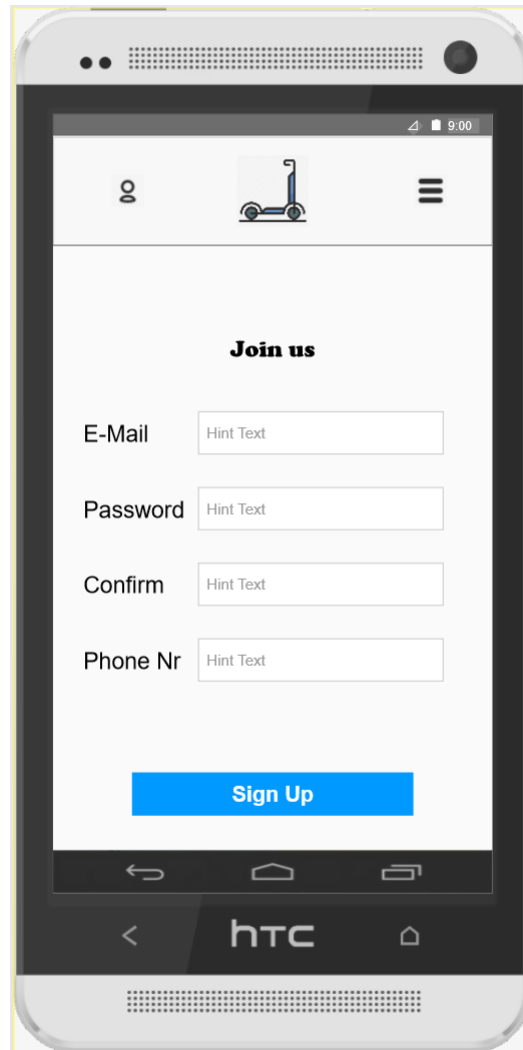 9:00
Join us
E-Mail Hint Text
Password Hint Text
Confirm Hint Text
Phone Nr Hint Text
Sign Up
hTC